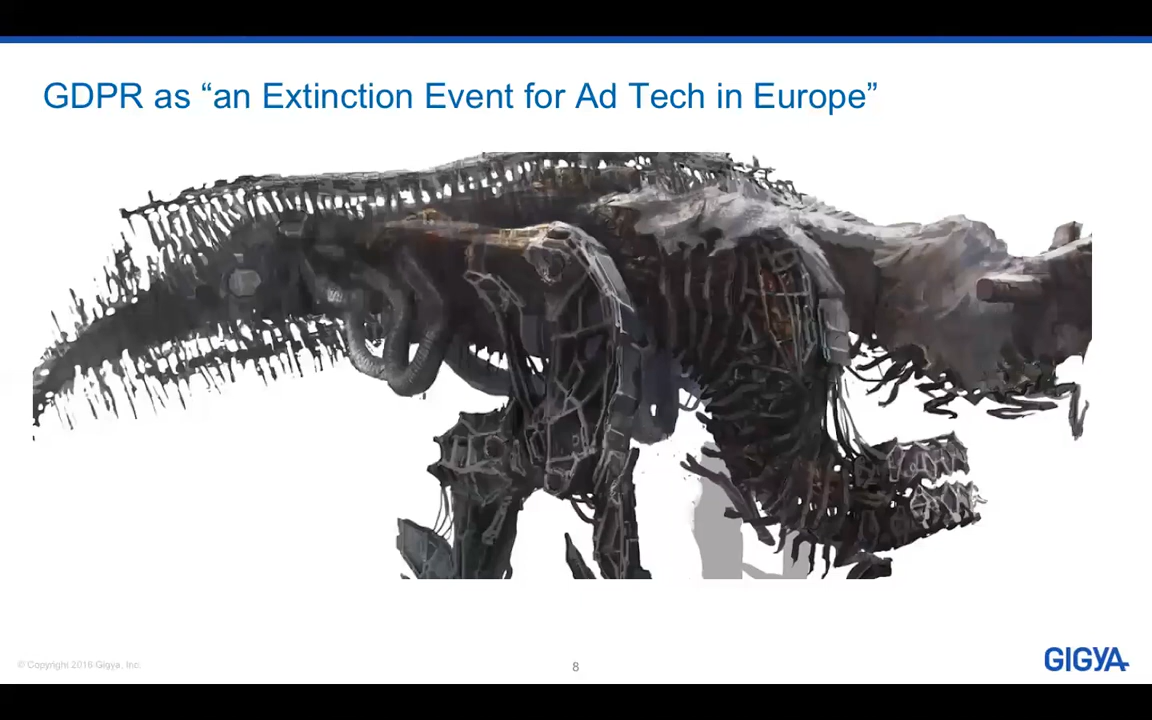 GDPR as “an Extinction Event for Ad Tech in Europe”
© Copyright 2016 Gigya, Inc.
8
GIGYA